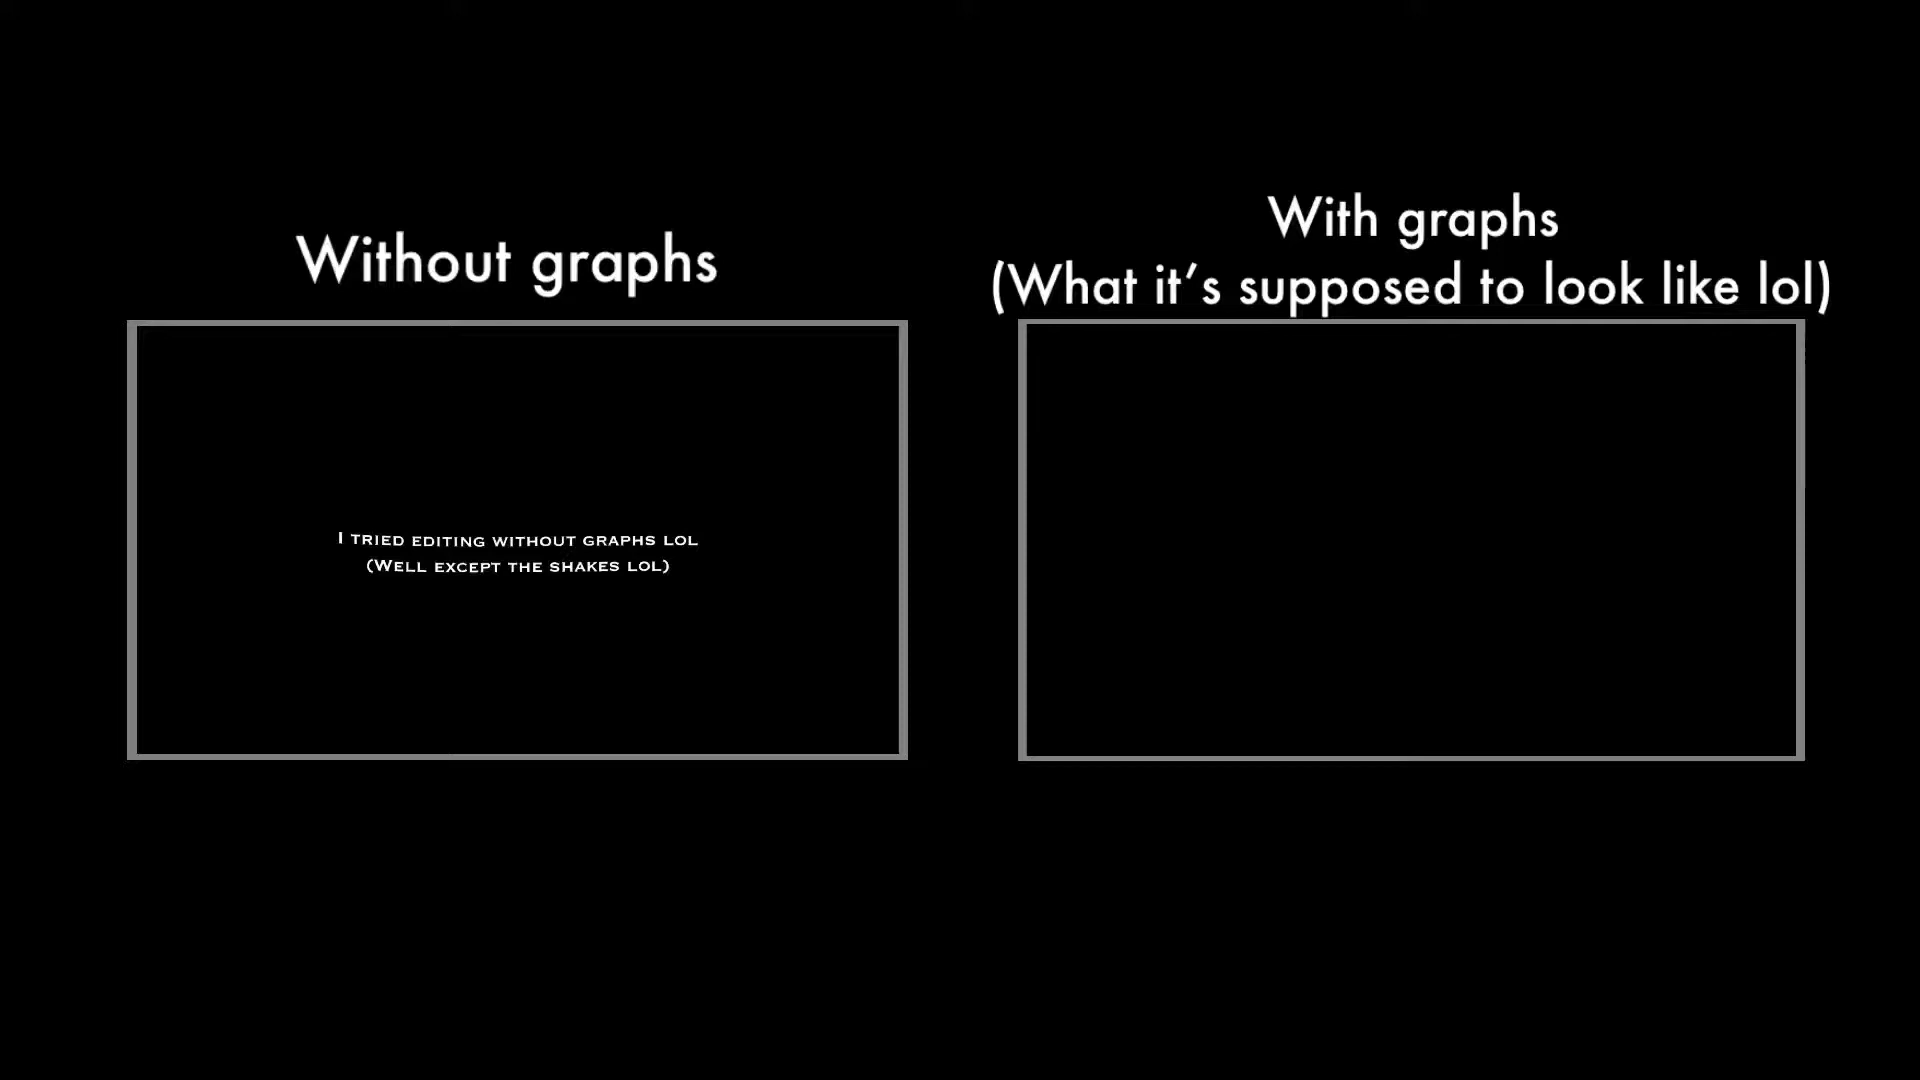 Without graphs
With graphs
(What it’s supposed to look like lol)
I tried editing without graphs lol
(Well except the shakes lol)